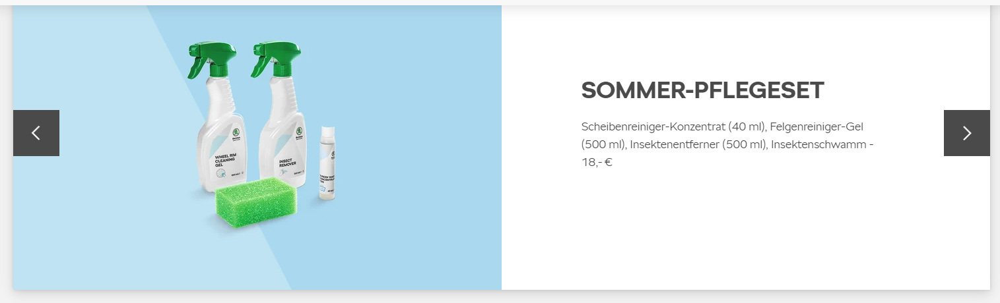 SOMMER-PFLEGESET
Scheibenreiniger-Konzentrat (40 ml), Felgenreiniger-Gel
(500 ml), Insektenentferner (500 ml), Insektenschwamm -
18,- €
WHEEL RIM
CLEANING
GEL
INSECT
REMOVER